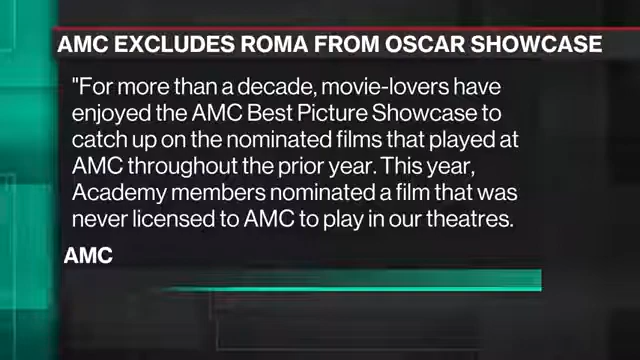 AMC EXCLUDES ROMA FROM OSCAR SHOWCASE
"For more than a decade, movie-lovers have
enjoyed the AMC Best Picture Showcase to
catch up on the nominated films that played at
AMC throughout the prior year. This year,
Academy members nominated a film that was
never licensed to AMC to play in our theatres.
AMC